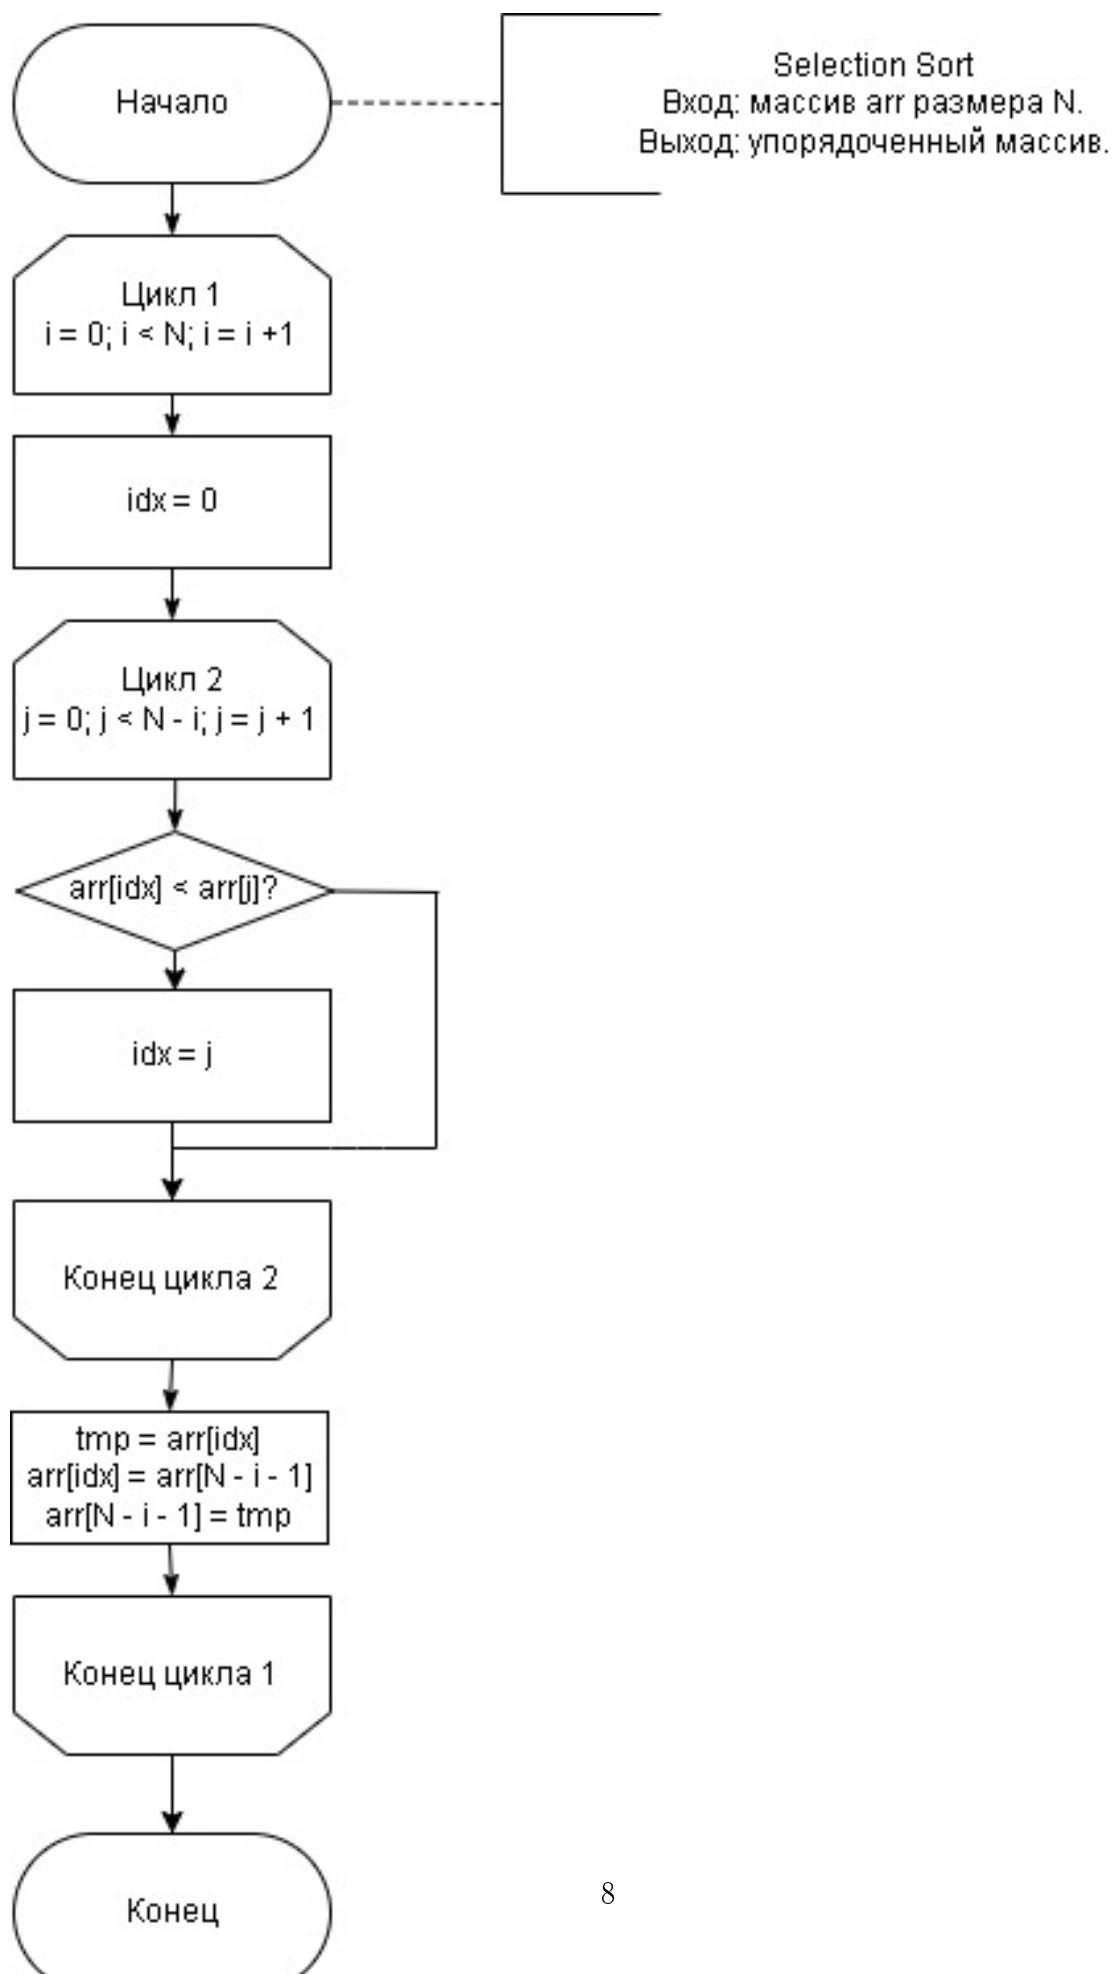 Начало
Selection Sort
Вход: массив arr размера N.
Выход: упорядоченный массив.
Цикл 1
i = 0; i < N; i = i +1
idx = 0
Цикл 2
j = 0; j < N - i; j = j + 1
arr[idx] < arr[j]?
idx = j
Конец цикла 2
tmp = arr[idx]
arr[idx] = arr[N - i - 1]
arr[N - i - 1] = tmp
Конец цикла 1
Конец
8